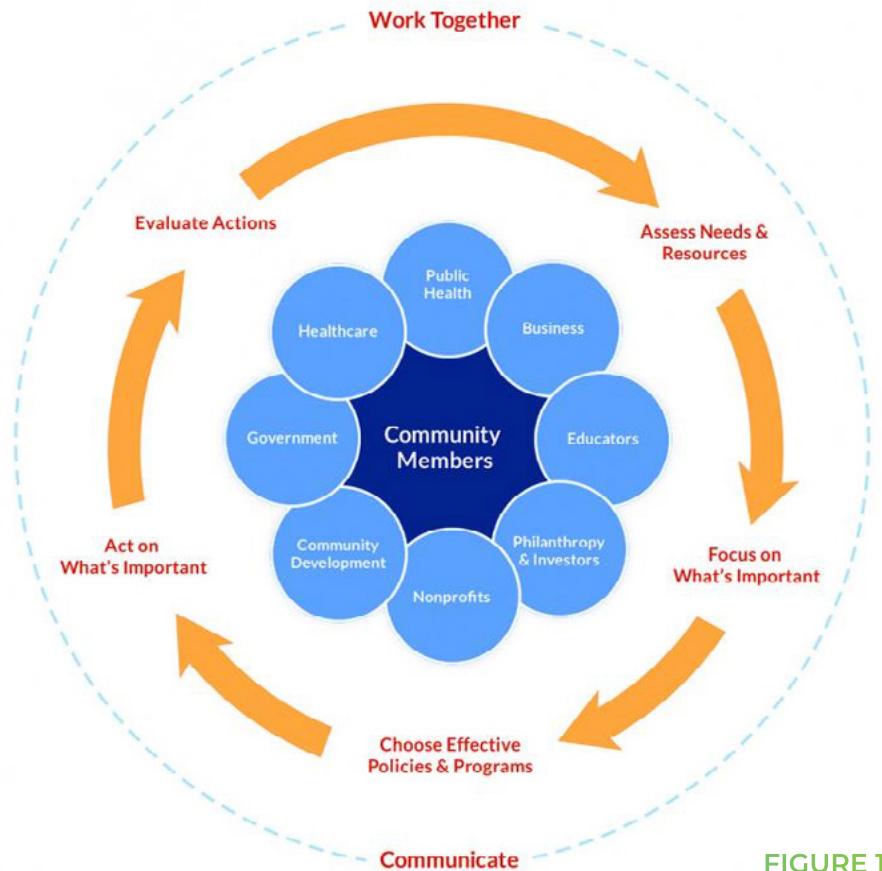 Work Together
Evaluate Actions
Assess Needs &
Resources
Public
Health
Healthcare
Business
Government
Community
Members
Educators
Community
Development
Philanthropy
& Investors
Nonprofits
Act on
What's Important
Focus on
What's Important
Choose Effective
Policies & Programs
Communicate
FIGURE 1